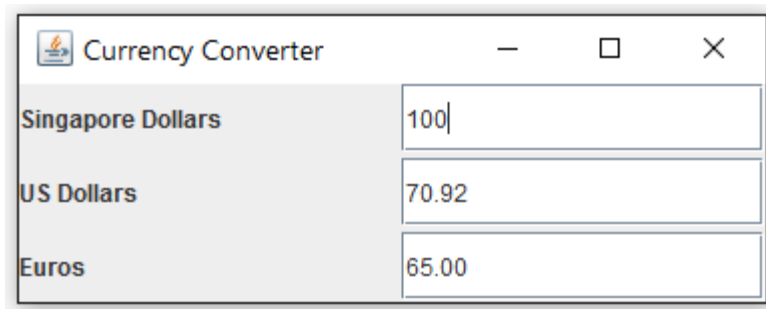 Currency Converter
Singapore Dollars 100
US Dollars 70.92
Euros 65.00